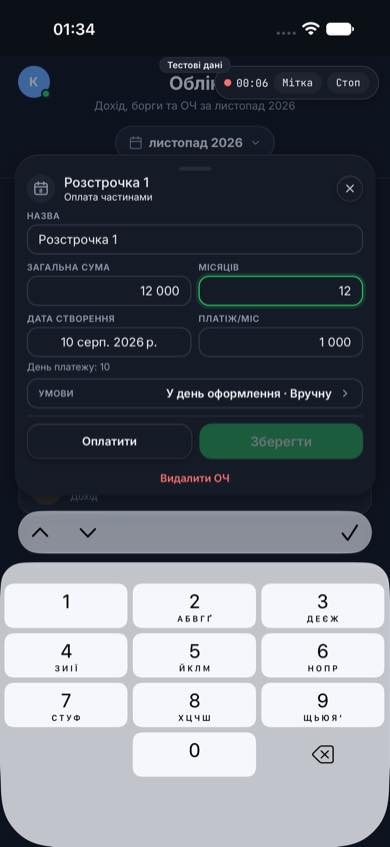 01:34
Тестові дані
К
Облік
00:06 Мітка Стоп
Дохід, борги та ОЧ за листопад 2026
листопад 2026
Розстрочка 1
Оплата частинами
НАЗВА
Розстрочка 1
ЗАГАЛЬНА СУМА МІСЯЦІВ
12 000 12
ДАТА СТВОРЕННЯ ПЛАТІЖ/МІС
10 серп. 2026 р. 1 000
День платежу: 10
УМОВИ У день оформлення · Вручну
Оплатити Зберегти
Видалити ОЧ
Дохід
1 2 3
АБВГҐ ДЕЄЖ
4 5 6
ЗИІЇ ЙКЛМ НОПР
7 8 9
СТУФ ХЦЧШ ЩЬЮЯ'
0